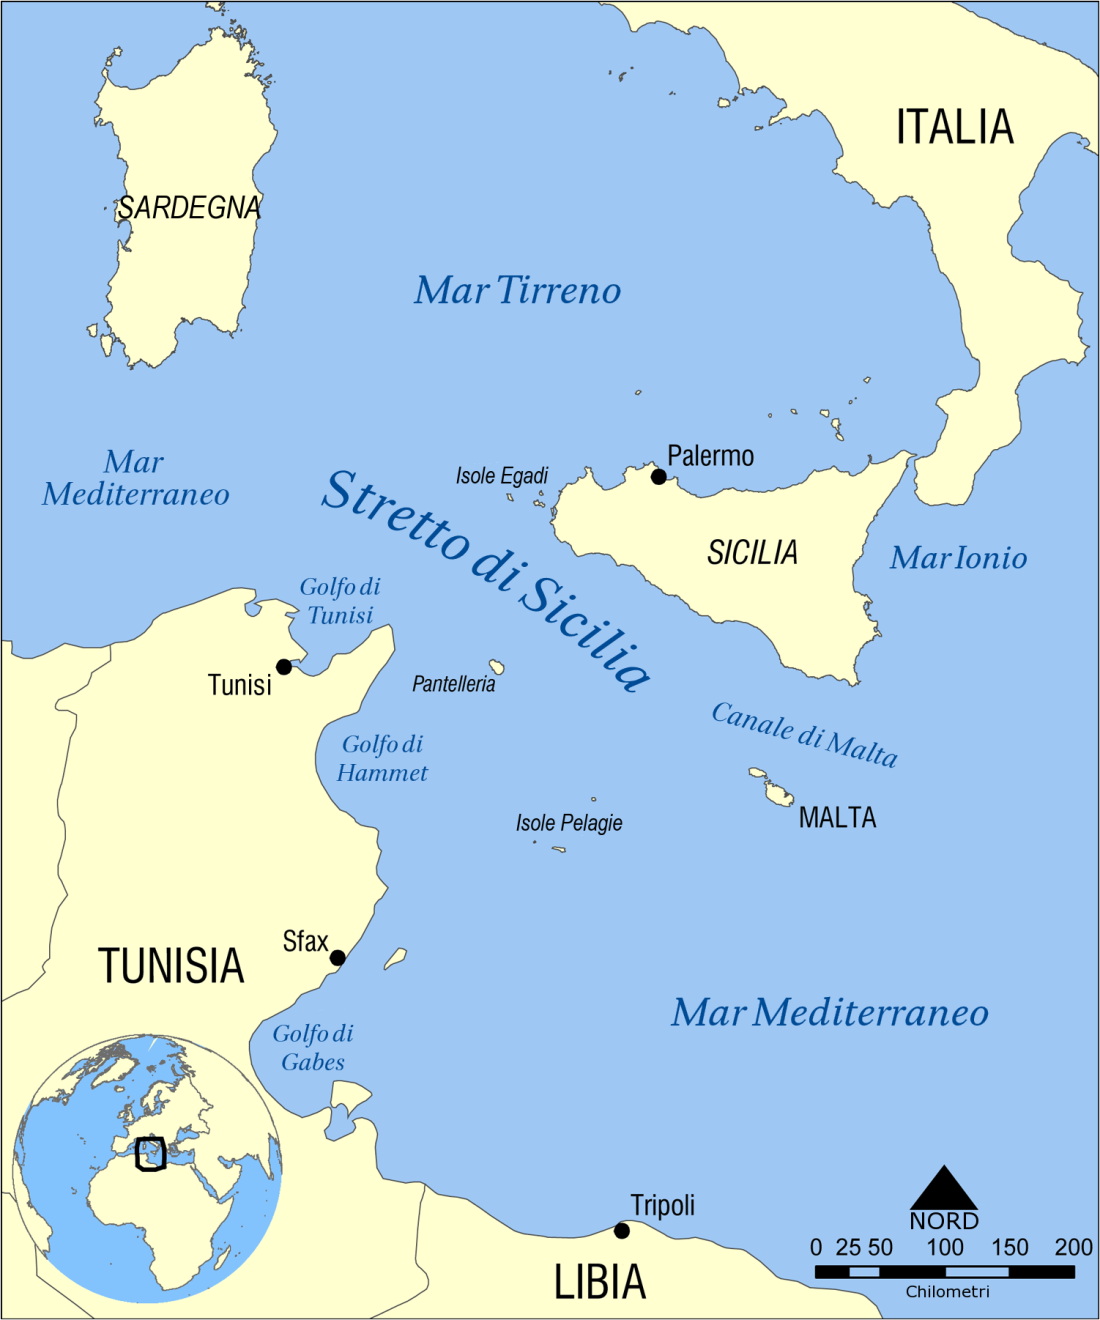 ITALIA
SARDEGNA
Mar Tirreno
Palermo
Isole Egadi
Mar
Mediterraneo
Stretto di Sicilia
SICILIA
Mar Ionio
Golfo di
Tunisi
Tunisi
Pantelleria
Canale di Malta
Golfo di
Hammet
MALTA
Isole Pelagie
Sfax
TUNISIA
Mar Mediterraneo
Golfo di
Gabes
Tripoli
LIBIA
NORD
0 25 50 100 150 200
Chilometri